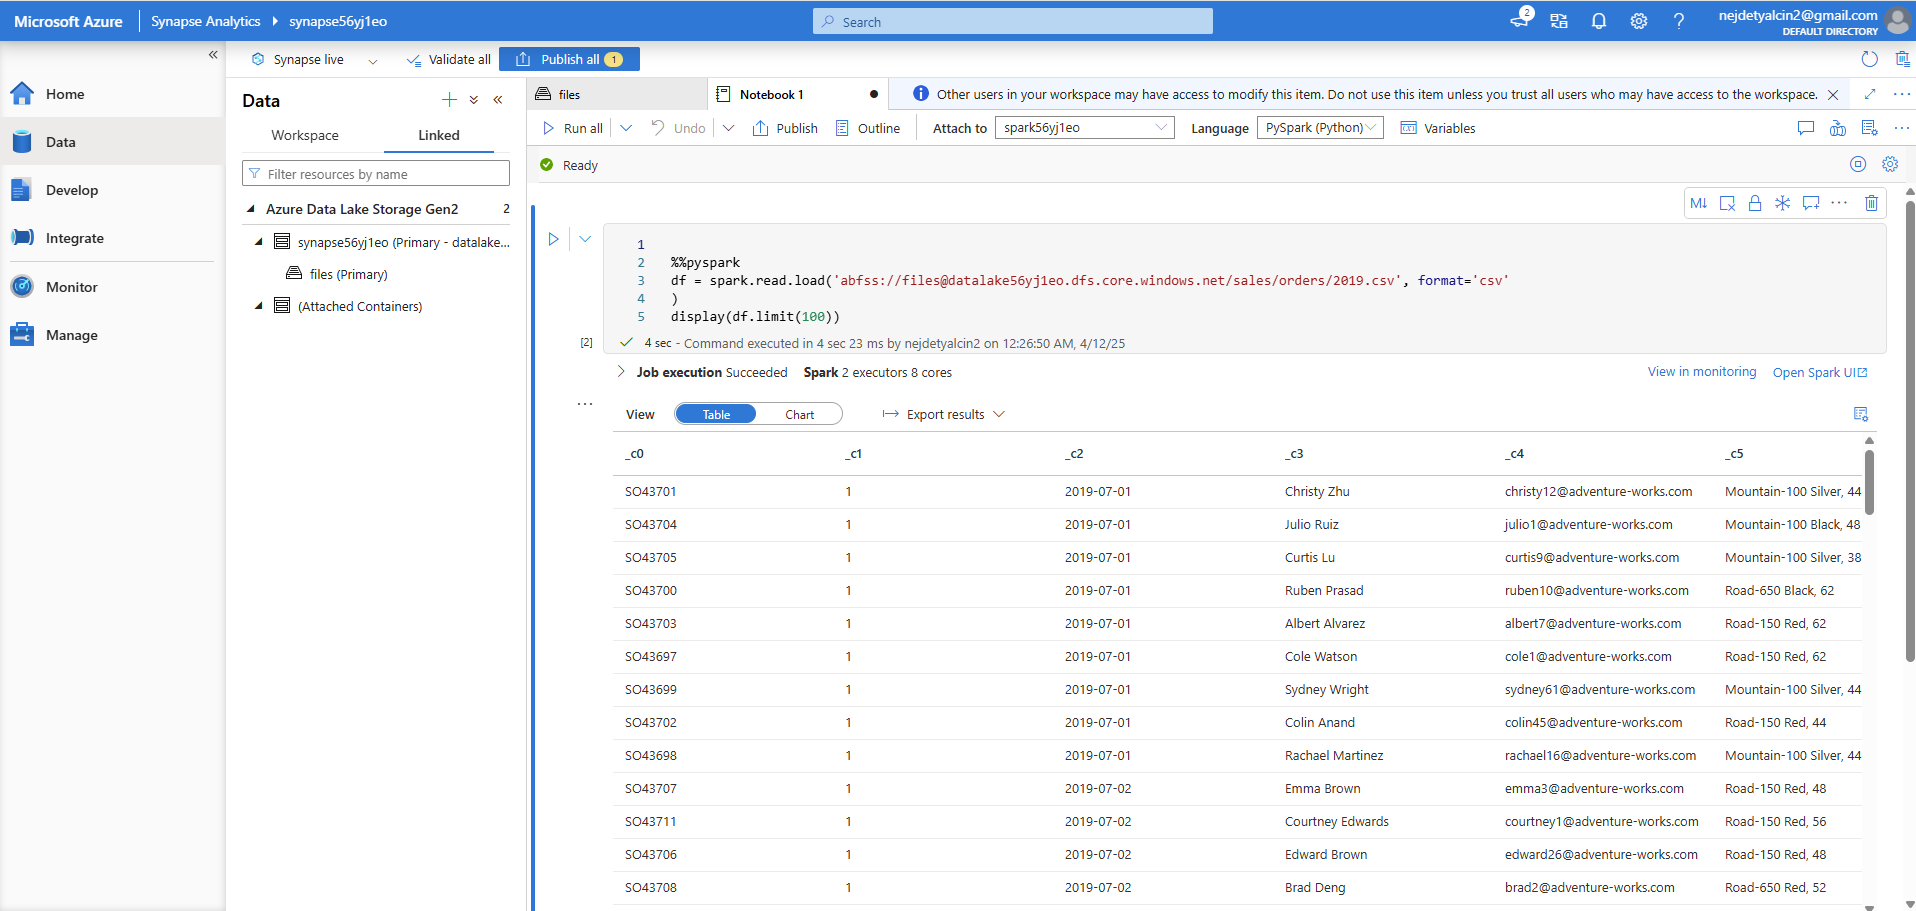 Microsoft Azure | Synapse Analytics ▸ synapse56yj1eo
Search
2
nejdetyalcin2@gmail.com
DEFAULT DIRECTORY
«
Home
Data
Develop
Integrate
Monitor
Manage
Synapse live
Validate all
Publish all 1
Data
Workspace
Linked
Filter resources by name
Azure Data Lake Storage Gen2 2
synapse56yj1eo (Primary - datalake...
files (Primary)
(Attached Containers)
files
Notebook 1
Other users in your workspace may have access to modify this item. Do not use this item unless you trust all users who may have access to the workspace.
Run all
Undo
Publish
Outline
Attach to spark56yj1eo
Language PySpark (Python)
Variables
Ready
M↓
1
2 %%pyspark
3 df = spark.read.load('abfss://files@datalake56yj1eo.dfs.core.windows.net/sales/orders/2019.csv', format='csv'
4 )
5 display(df.limit(100))
[2] 4 sec - Command executed in 4 sec 23 ms by nejdetyalcin2 on 12:26:50 AM, 4/12/25
Job execution Succeeded Spark 2 executors 8 cores
View in monitoring Open Spark UI
View Table Chart Export results
_c0 _c1 _c2 _c3 _c4 _c5
SO43701 1 2019-07-01 Christy Zhu christy12@adventure-works.com Mountain-100 Silver, 44
SO43704 1 2019-07-01 Julio Ruiz julio1@adventure-works.com Mountain-100 Black, 48
SO43705 1 2019-07-01 Curtis Lu curtis9@adventure-works.com Mountain-100 Silver, 38
SO43700 1 2019-07-01 Ruben Prasad ruben10@adventure-works.com Road-650 Black, 62
SO43703 1 2019-07-01 Albert Alvarez albert7@adventure-works.com Road-150 Red, 62
SO43697 1 2019-07-01 Cole Watson cole1@adventure-works.com Road-150 Red, 62
SO43699 1 2019-07-01 Sydney Wright sydney61@adventure-works.com Mountain-100 Silver, 44
SO43702 1 2019-07-01 Colin Anand colin45@adventure-works.com Road-150 Red, 44
SO43698 1 2019-07-01 Rachael Martinez rachael16@adventure-works.com Mountain-100 Silver, 44
SO43707 1 2019-07-02 Emma Brown emma3@adventure-works.com Road-150 Red, 48
SO43711 1 2019-07-02 Courtney Edwards courtney1@adventure-works.com Road-150 Red, 56
SO43706 1 2019-07-02 Edward Brown edward26@adventure-works.com Road-150 Red, 48
SO43708 1 2019-07-02 Brad Deng brad2@adventure-works.com Road-650 Red, 52